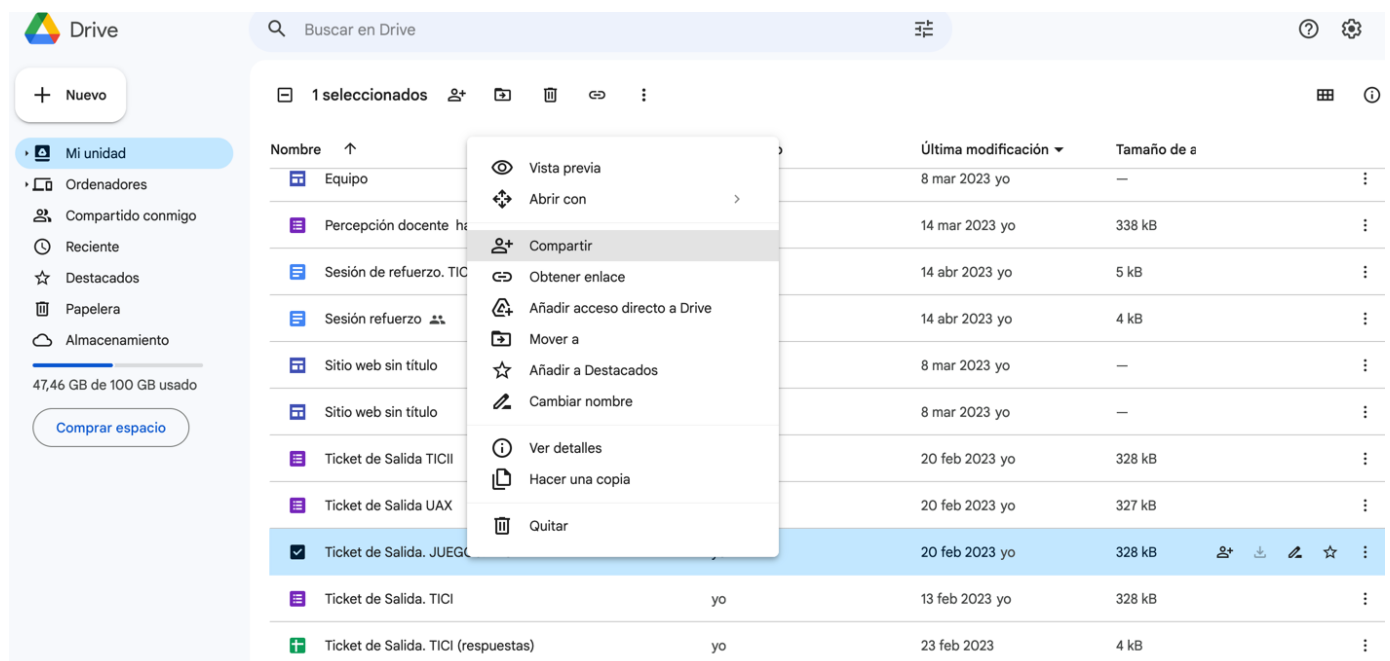 Drive
Buscar en Drive
Nuevo
1 seleccionados
Mi unidad
Ordenadores
Compartido conmigo
Reciente
Destacados
Papelera
Almacenamiento
47,46 GB de 100 GB usado
Comprar espacio
Nombre
Última modificación
Tamaño de a
Equipo
8 mar 2023 yo
—
Percepción docente
14 mar 2023 yo
338 kB
Sesión de refuerzo. TIC
14 abr 2023 yo
5 kB
Sesión refuerzo
14 abr 2023 yo
4 kB
Sitio web sin título
8 mar 2023 yo
—
Sitio web sin título
8 mar 2023 yo
—
Ticket de Salida TICII
20 feb 2023 yo
328 kB
Ticket de Salida UAX
20 feb 2023 yo
327 kB
Ticket de Salida. JUEG
20 feb 2023 yo
328 kB
Ticket de Salida. TICI
yo
13 feb 2023 yo
328 kB
Ticket de Salida. TICI (respuestas)
yo
23 feb 2023
4 kB
Vista previa
Abrir con
Compartir
Obtener enlace
Añadir acceso directo a Drive
Mover a
Añadir a Destacados
Cambiar nombre
Ver detalles
Hacer una copia
Quitar